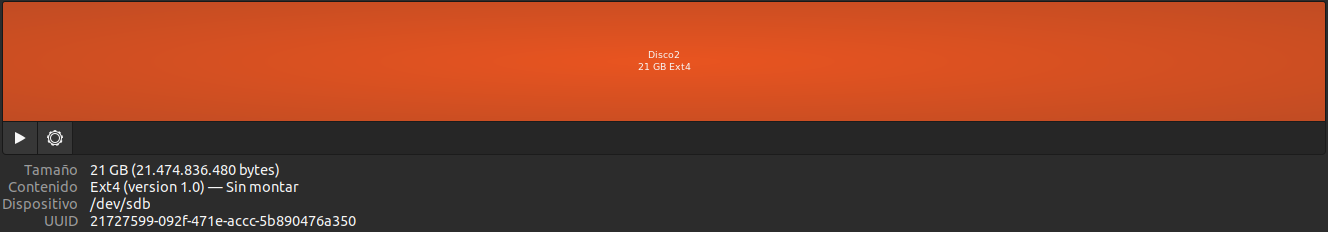 Disco2
21 GB Ext4
Tamaño 21 GB (21.474.836.480 bytes)
Contenido Ext4 (version 1.0) — Sin montar
Dispositivo /dev/sdb
UUID 21727599-092f-471e-accc-5b890476a350